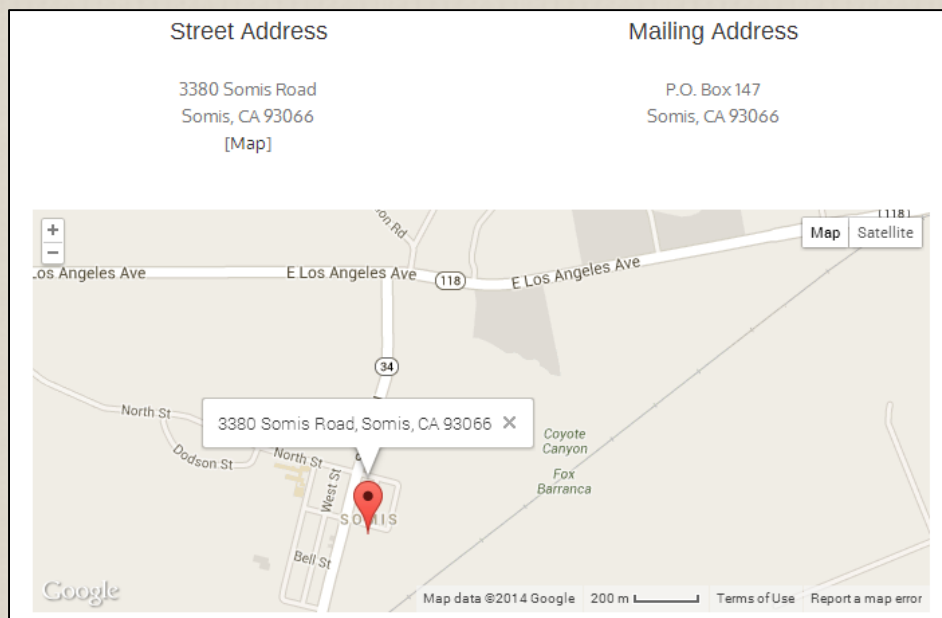 Street Address
Mailing Address
3380 Somis Road
Somis, CA 93066
[Map]
P.O. Box 147
Somis, CA 93066
+
−
on Rd
118
Map
Satellite
Los Angeles Ave
E Los Angeles Ave
118
E Los Angeles Ave
34
North St
3380 Somis Road, Somis, CA 93066 ×
Coyote
Canyon
Dodson St
North St
Fox
Barranca
West St
SOMIS
Bell St
Google
Map data ©2014 Google
200 m
Terms of Use
Report a map error